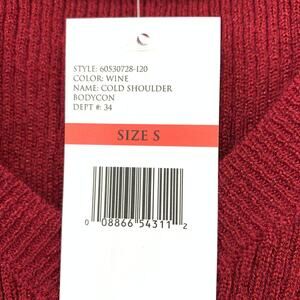 STYLE: 60530728-120
COLOR: WINE
NAME: COLD SHOULDER
BODYCON
DEPT #: 34
SIZE S
0 08866 54311 2